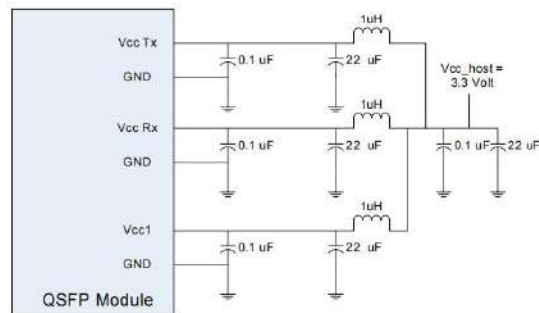 1uH
Vcc Tx
0.1 uF
22 uF
GND
Vcc_host =
3.3 Volt
1uH
Vcc Rx
0.1 uF
22 uF
0.1 uF
22 uF
GND
1uH
Vcc1
0.1 uF
22 uF
GND
QSFP Module